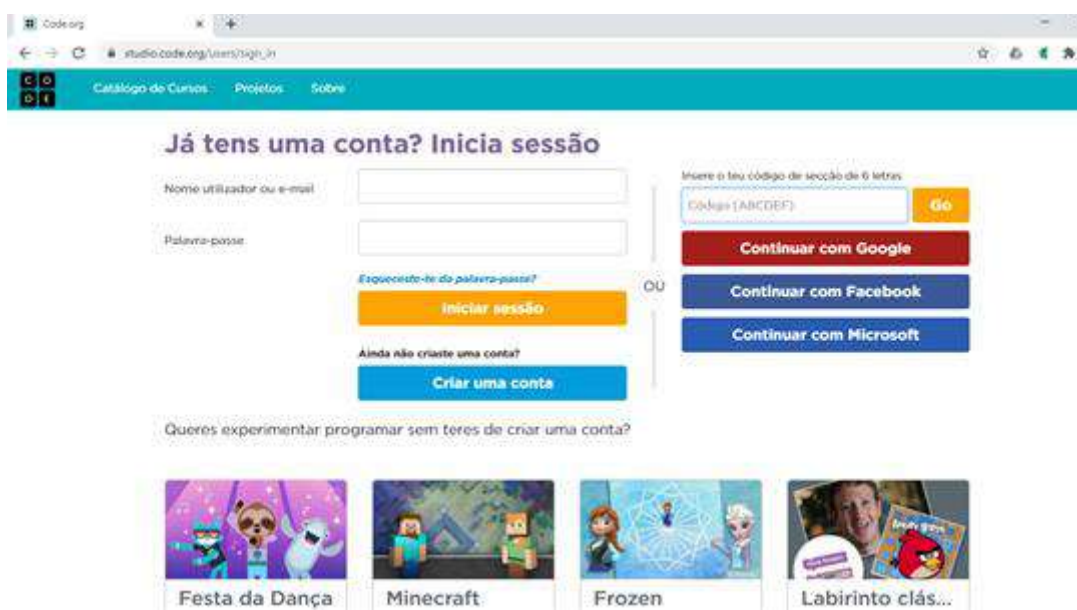 Code.org
studio.code.org/users/sign_in
C O
D E
Catálogo de Cursos Projetos Sobre
Já tens uma conta? Inicia sessão
Nome utilizador ou e-mail
Palavra-passe
Esqueceste-te da palavra-passe?
Iniciar sessão
Ainda não criaste uma conta?
Criar uma conta
OU
Insere o teu código de secção de 6 letras
Código (ABCDEF)
Go
Continuar com Google
Continuar com Facebook
Continuar com Microsoft
Queres experimentar programar sem teres de criar uma conta?
Festa da Dança
Minecraft
Frozen
Labirinto clás...